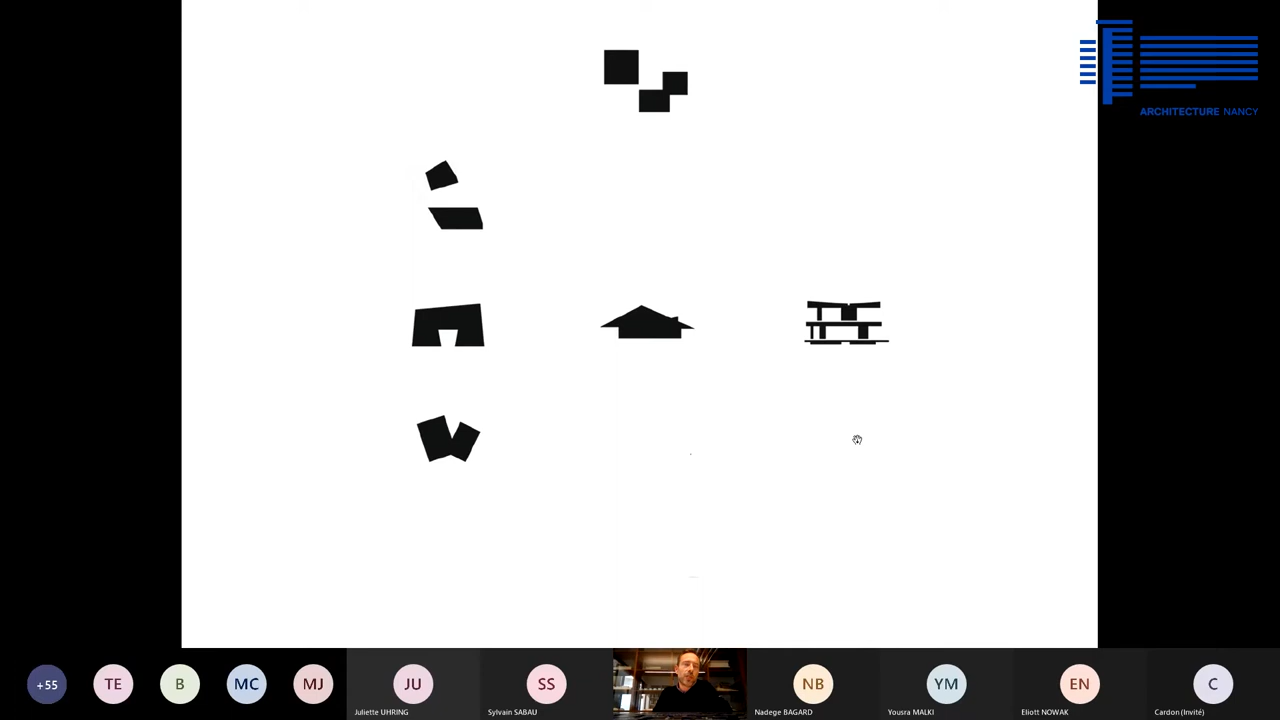 ARCHITECTURE NANCY
+55
TE
B
MC
MJ
JU
Juliette UHRING
SS
Sylvain SABAU
NB
Nadege BAGARD
YM
Yousra MALKI
EN
Eliott NOWAK
C
Cardon (Invité)